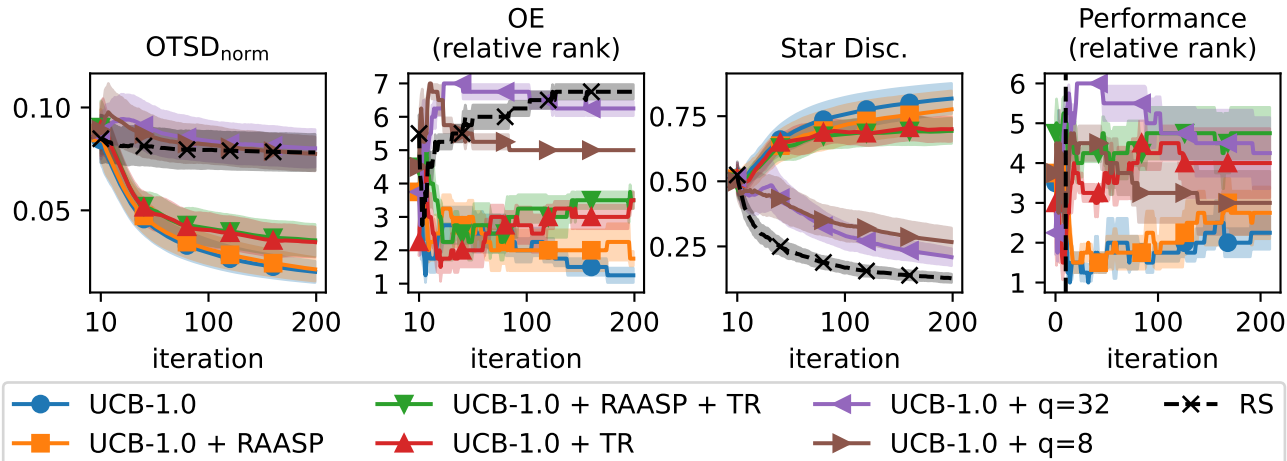 OTSDnorm
OE
(relative rank)
Star Disc.
Performance
(relative rank)
0.10
0.05
10 100 200
iteration
7
6
5
4
3
2
1
10 100 200
iteration
0.75
0.50
0.25
10 100 200
iteration
6
5
4
3
2
1
0 100 200
iteration
UCB-1.0
UCB-1.0 + RAASP + TR
UCB-1.0 + q=32
RS
UCB-1.0 + RAASP
UCB-1.0 + TR
UCB-1.0 + q=8